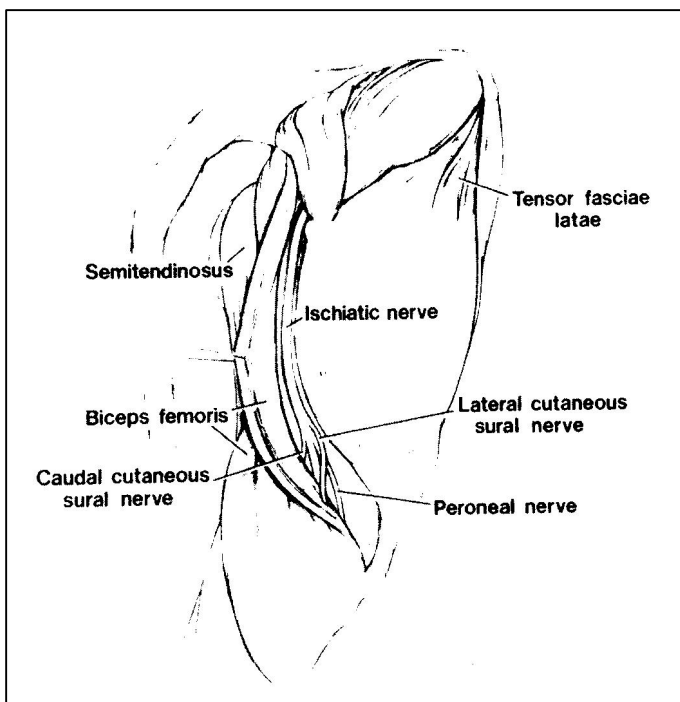 Tensor fasciae
latae
Semitendinosus
Ischiatic nerve
Lateral cutaneous
sural nerve
Biceps femoris
Caudal cutaneous
sural nerve
Peroneal nerve